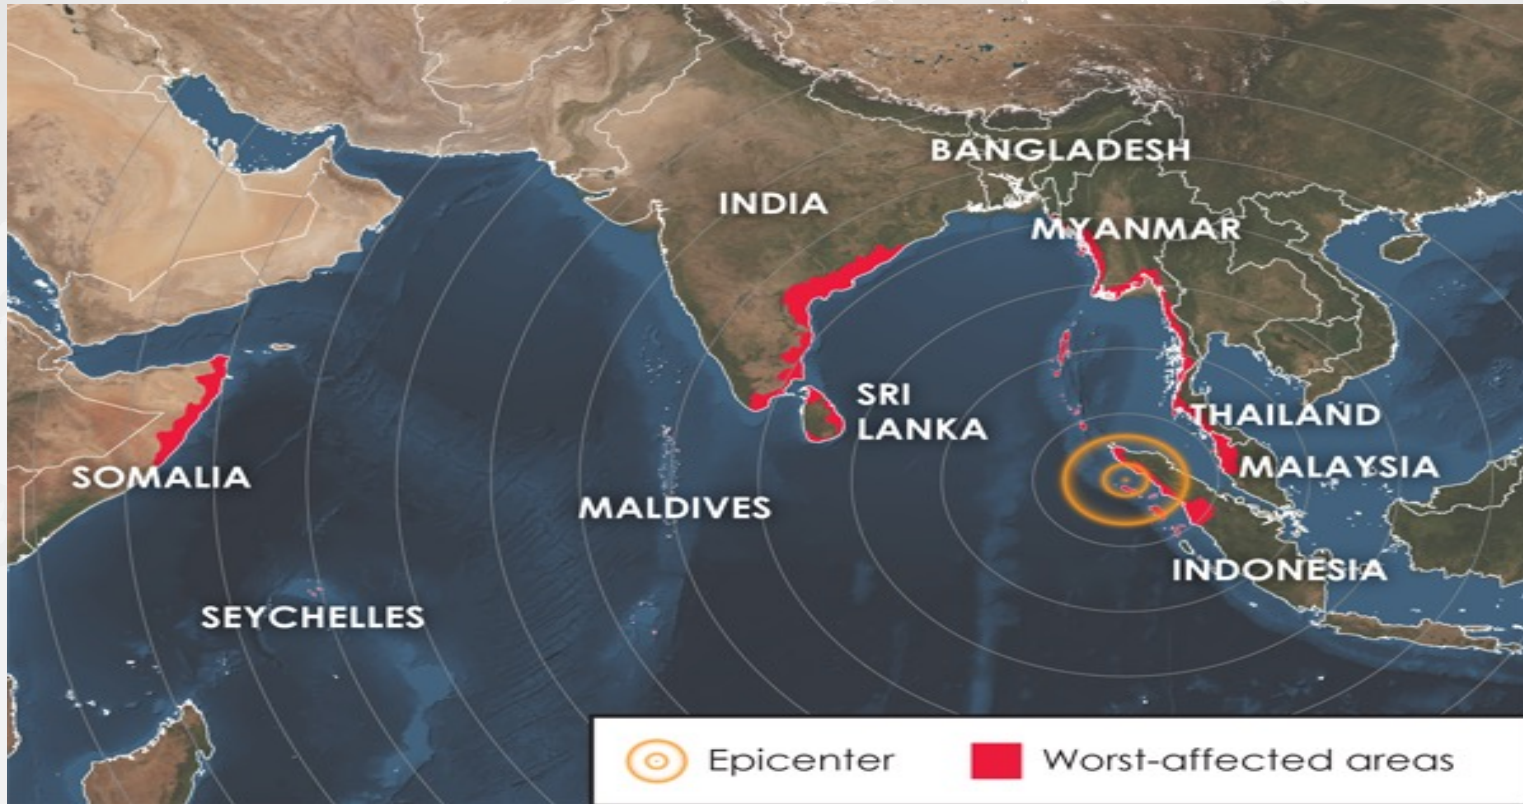 BANGLADESH
INDIA
MYANMAR
SRI
LANKA
THAILAND
MALAYSIA
SOMALIA
MALDIVES
INDONESIA
SEYCHELLES
Epicenter
Worst-affected areas